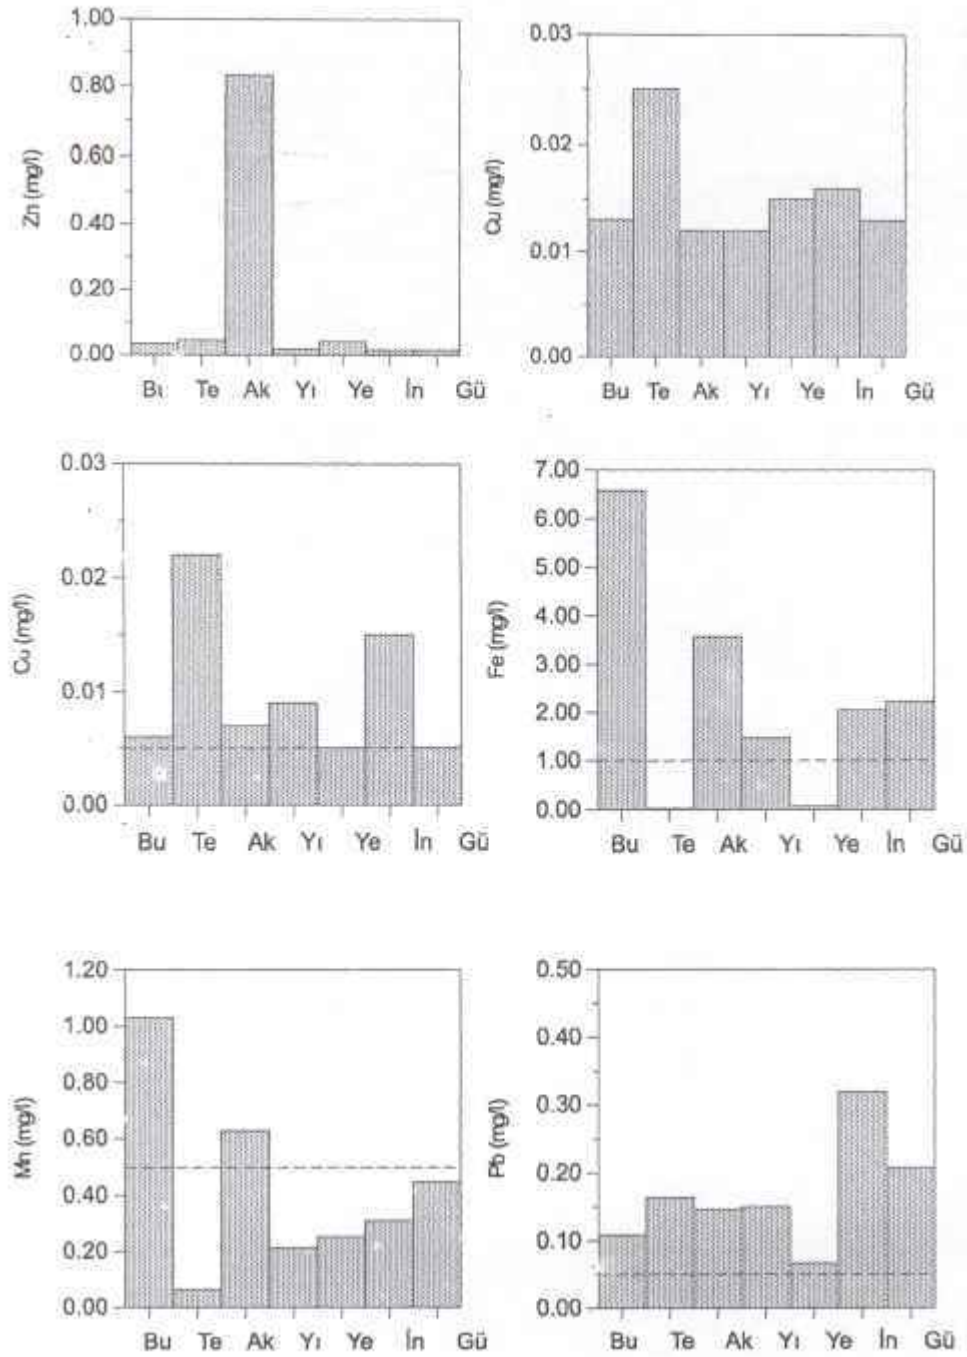 1.00
0.80
0.60
0.40
0.20
0.00
Zn (mg/l)
Bı Te Ak Yı Ye İn Gü
0.03
0.02
0.01
0.00
Cu (mg/l)
Bu Te Ak Yı Ye İn Gü
0.03
0.02
0.01
0.00
Cu (mg/l)
Bu Te Ak Yı Ye İn Gü
7.00
6.00
5.00
4.00
3.00
2.00
1.00
0.00
Fe (mg/l)
Bu Te Ak Yı Ye İn Gü
1.20
1.00
0.80
0.60
0.40
0.20
0.00
Mn (mg/l)
Bu Te Ak Yı Ye İn Gü
0.50
0.40
0.30
0.20
0.10
0.00
Pb (mg/l)
Bu Te Ak Yı Ye İn Gü